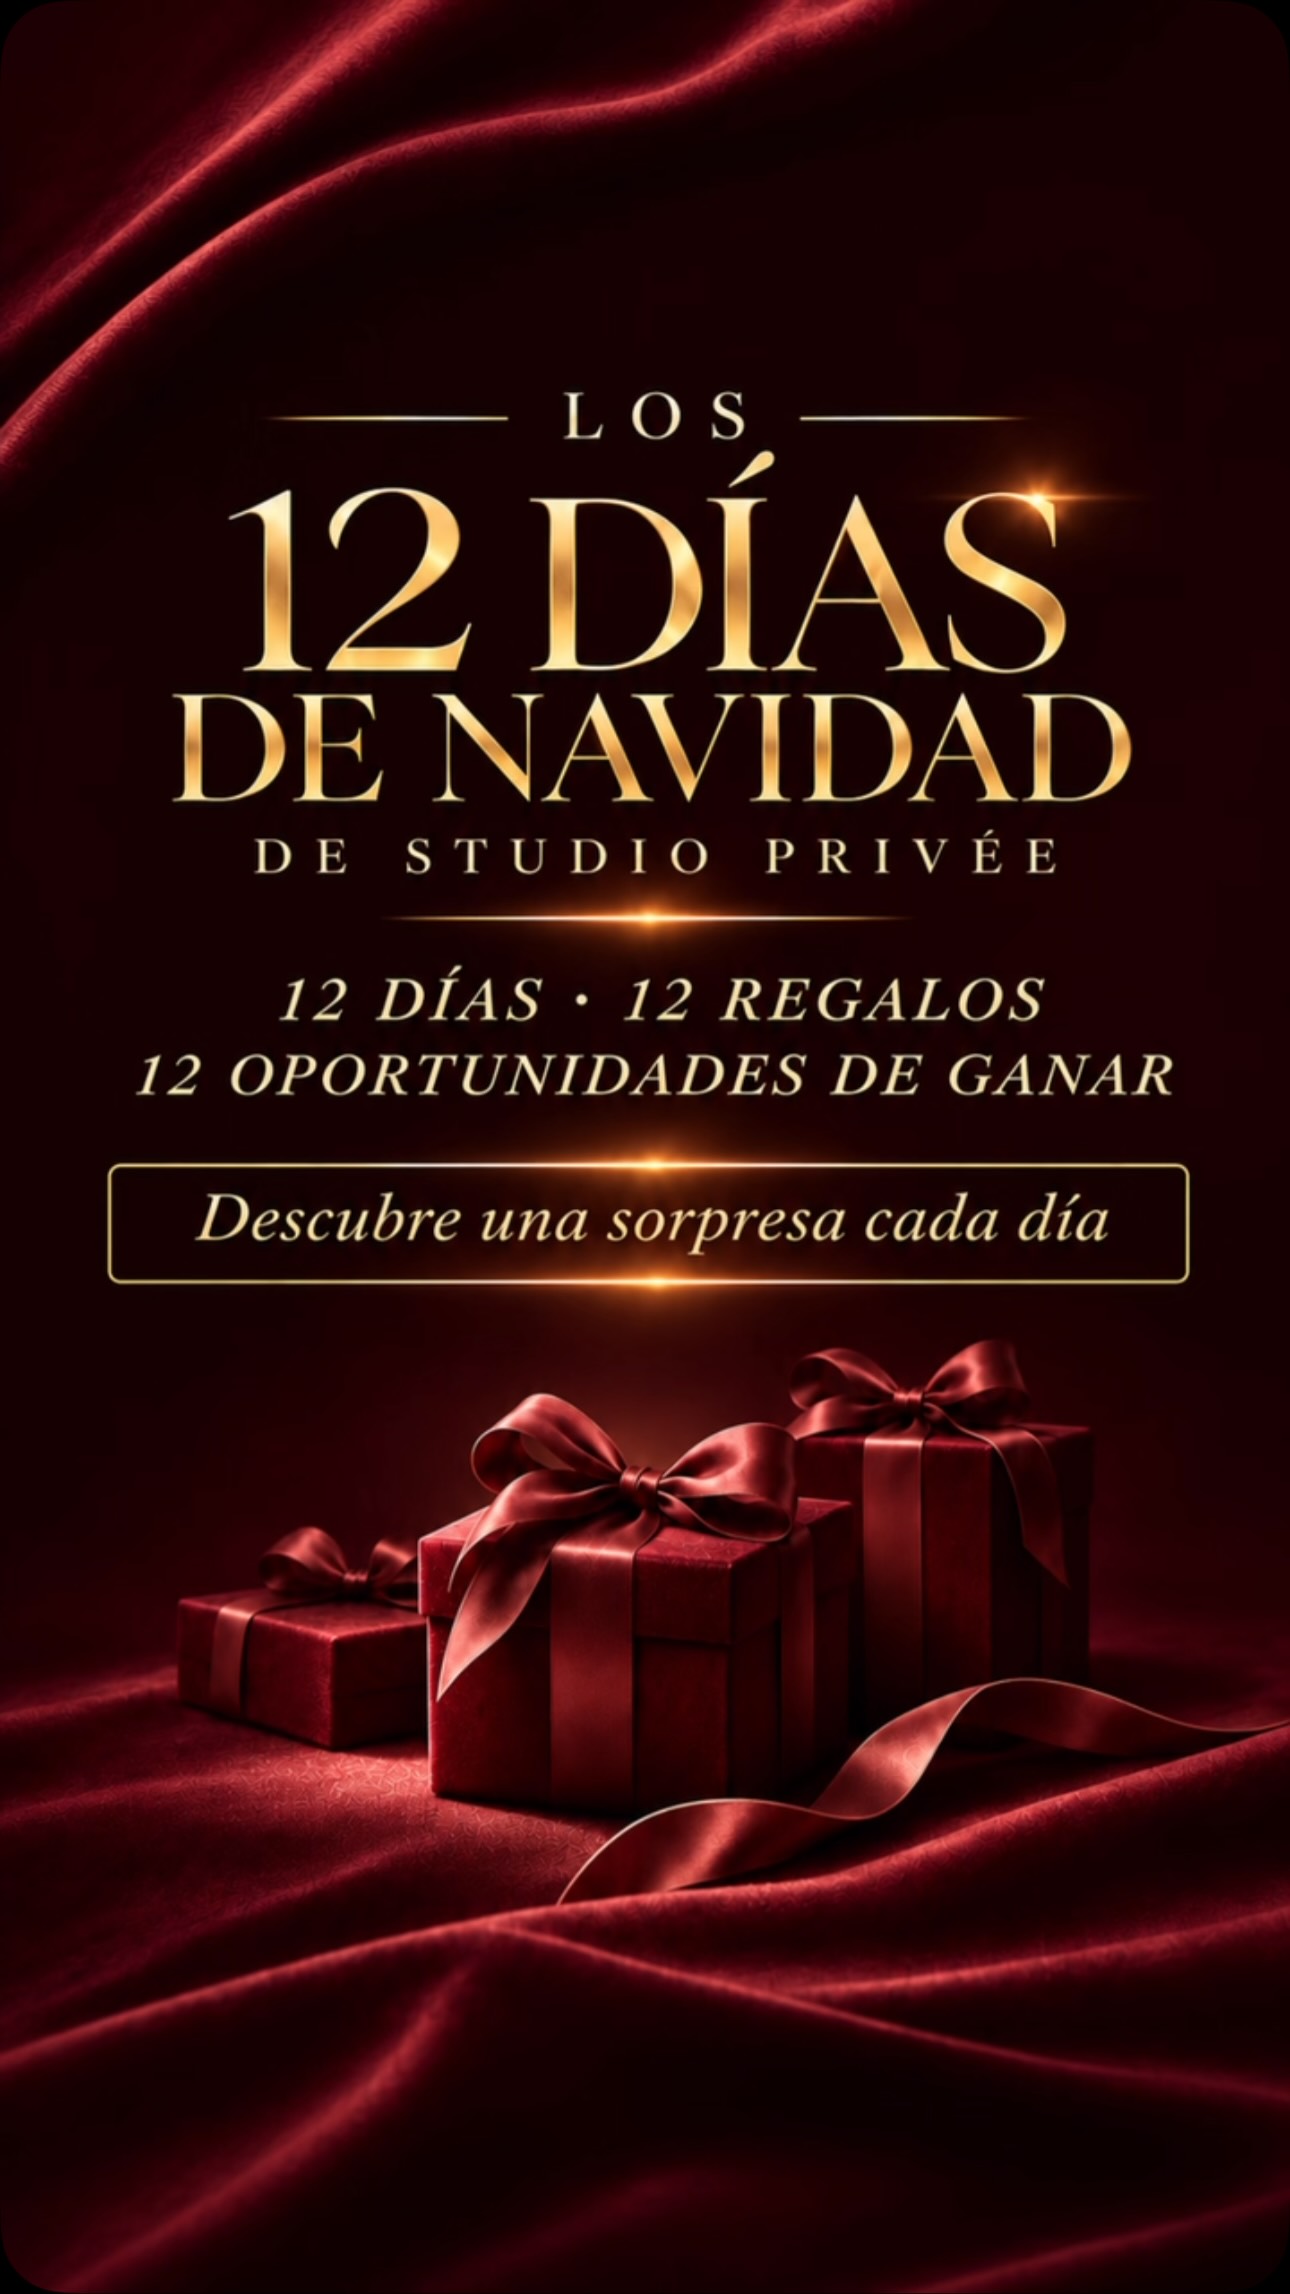 LOS
12 DÍAS
DE NAVIDAD
DE STUDIO PRIVÉE
12 DÍAS · 12 REGALOS
12 OPORTUNIDADES DE GANAR
Descubre una sorpresa cada día